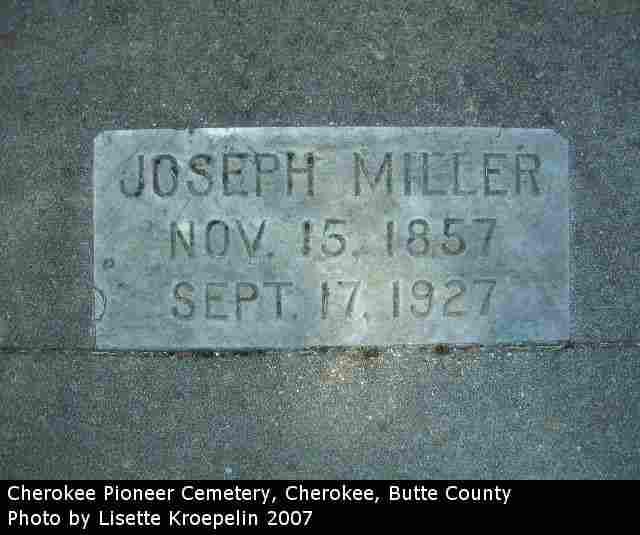 JOSEPH MILLER
NOV. 15, 1857
SEPT. 17, 1927
Cherokee Pioneer Cemetery, Cherokee, Butte County
Photo by Lisette Kroepelin 2007